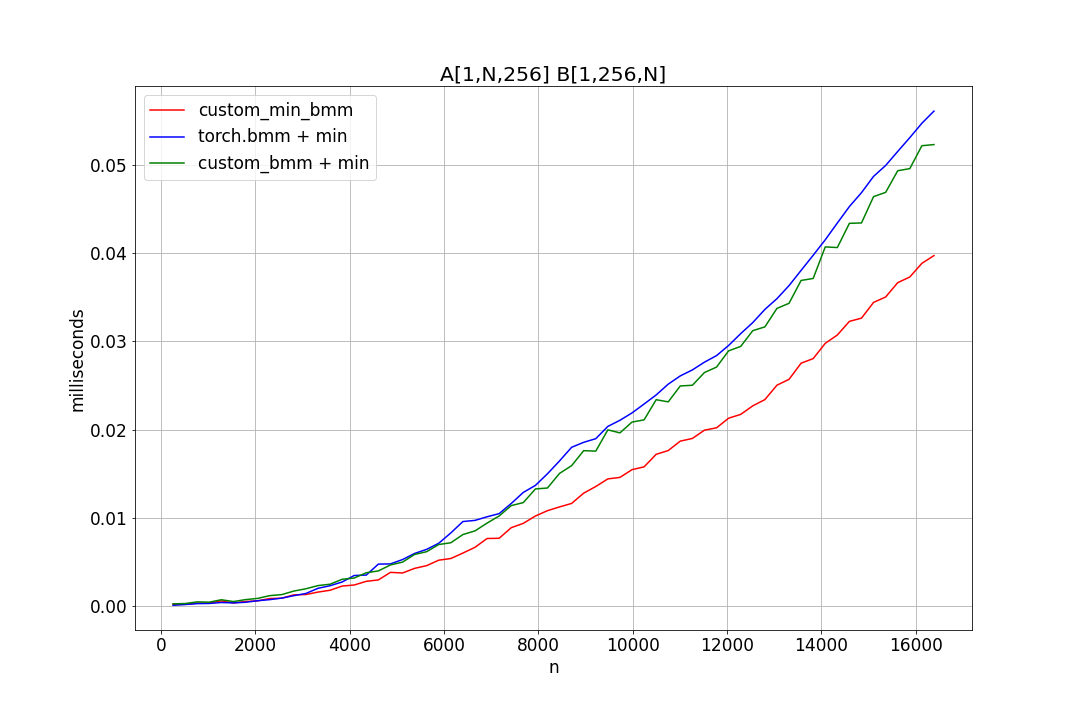 A[1,N,256] B[1,256,N]
custom_min_bmm
torch.bmm + min
custom_bmm + min
milliseconds
0.05
0.04
0.03
0.02
0.01
0.00
0 2000 4000 6000 8000 10000 12000 14000 16000
n